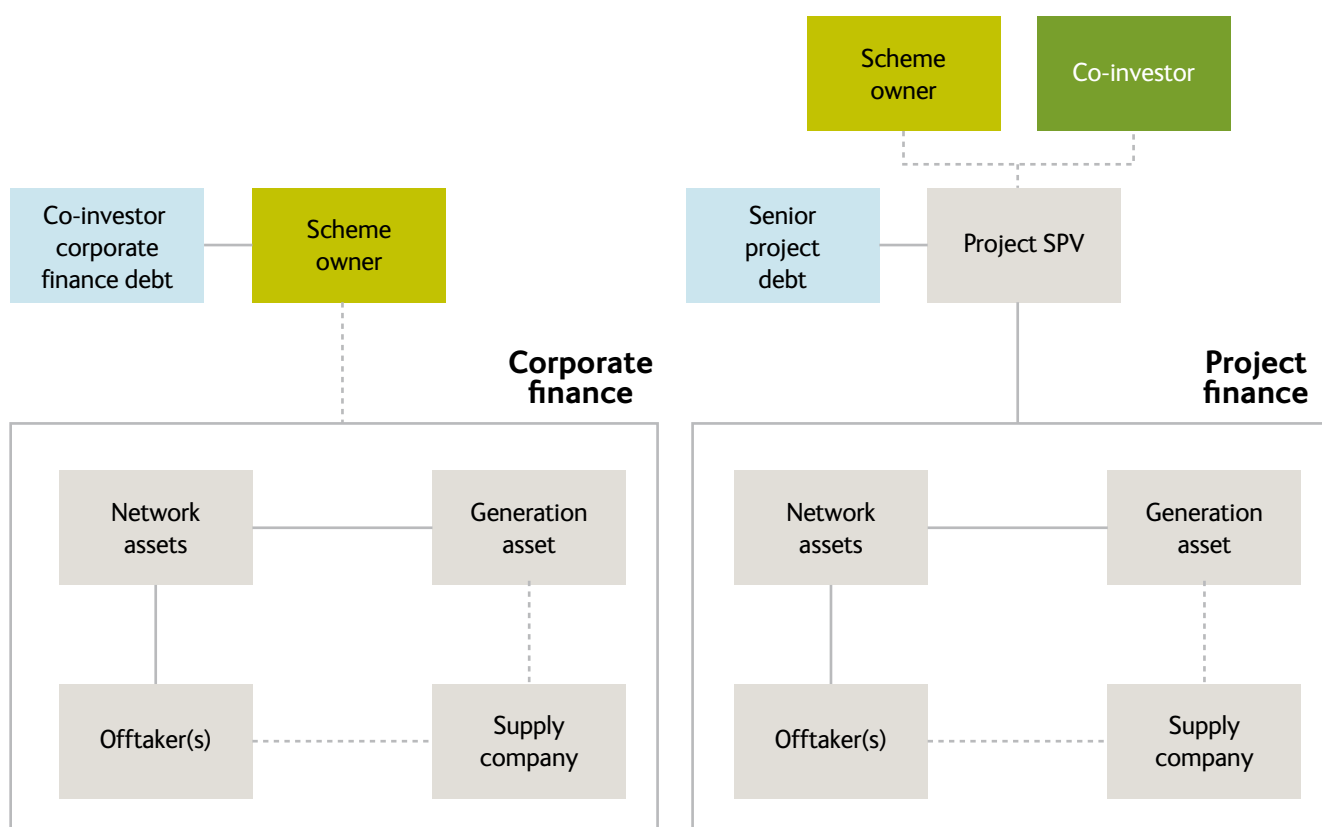 Scheme
owner
Co-investor
Co-investor
corporate
finance debt
Scheme
owner
Senior
project
debt
Project SPV
Corporate
finance
Project
finance
Network
assets
Generation
asset
Network
assets
Generation
asset
Offtaker(s)
Supply
company
Offtaker(s)
Supply
company